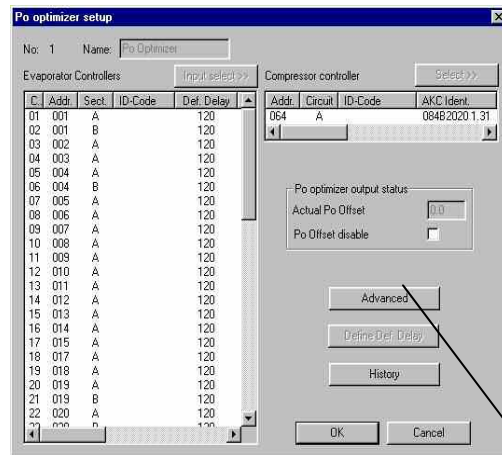 Po optimizer setup
No: 1 Name: Po Optimizer
Evaporator Controllers Input select >>
C. Addr. Sect. ID-Code Def. Delay
01 001 A 120
02 001 B 120
03 002 A 120
04 003 A 120
05 004 A 120
06 004 B 120
07 005 A 120
08 006 A 120
09 007 A 120
10 008 A 120
11 009 A 120
12 010 A 120
13 011 A 120
14 012 A 120
15 013 A 120
16 014 A 120
17 015 A 120
18 017 A 120
19 018 A 120
20 019 A 120
21 019 B 120
22 020 A 120
Compressor controller Select >>
Addr. Circuit ID-Code AKC Ident.
064 A 084B2020 1.31
Po optimizer output status
Actual Po Offset 0.0
Po Offset disable
Advanced
Define Def. Delay
History
OK Cancel